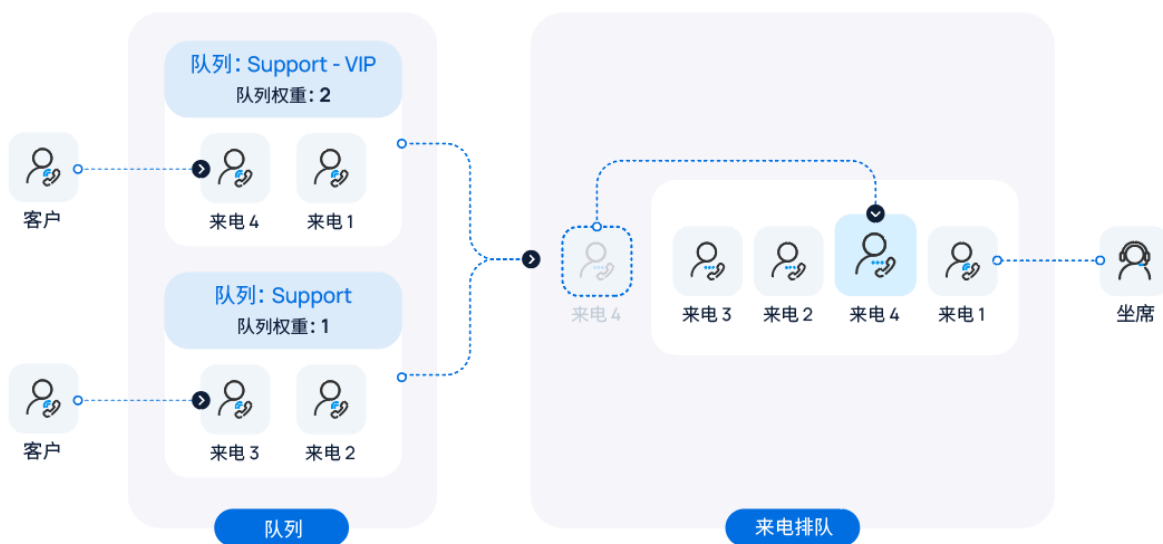 队列：Support - VIP
队列权重：2
客户
来电 4
来电 1
队列：Support
队列权重：1
客户
来电 3
来电 2
队列
来电 4
来电 3
来电 2
来电 4
来电 1
坐席
来电排队